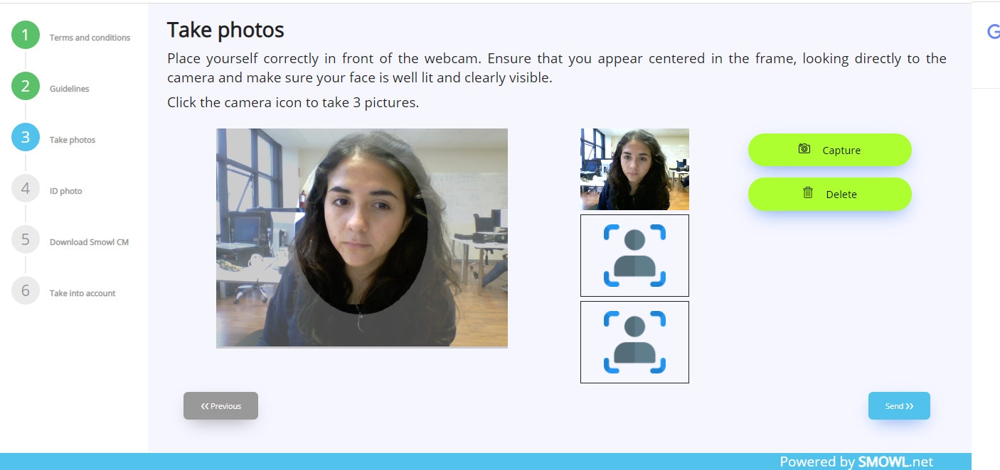 1 Terms and conditions
2 Guidelines
3 Take photos
4 ID photo
5 Download Smowl CM
6 Take into account
Take photos
Place yourself correctly in front of the webcam. Ensure that you appear centered in the frame, looking directly to the
camera and make sure your face is well lit and clearly visible.
Click the camera icon to take 3 pictures.
Capture
Delete
Previous
Send
Powered by SMOWL.net
G